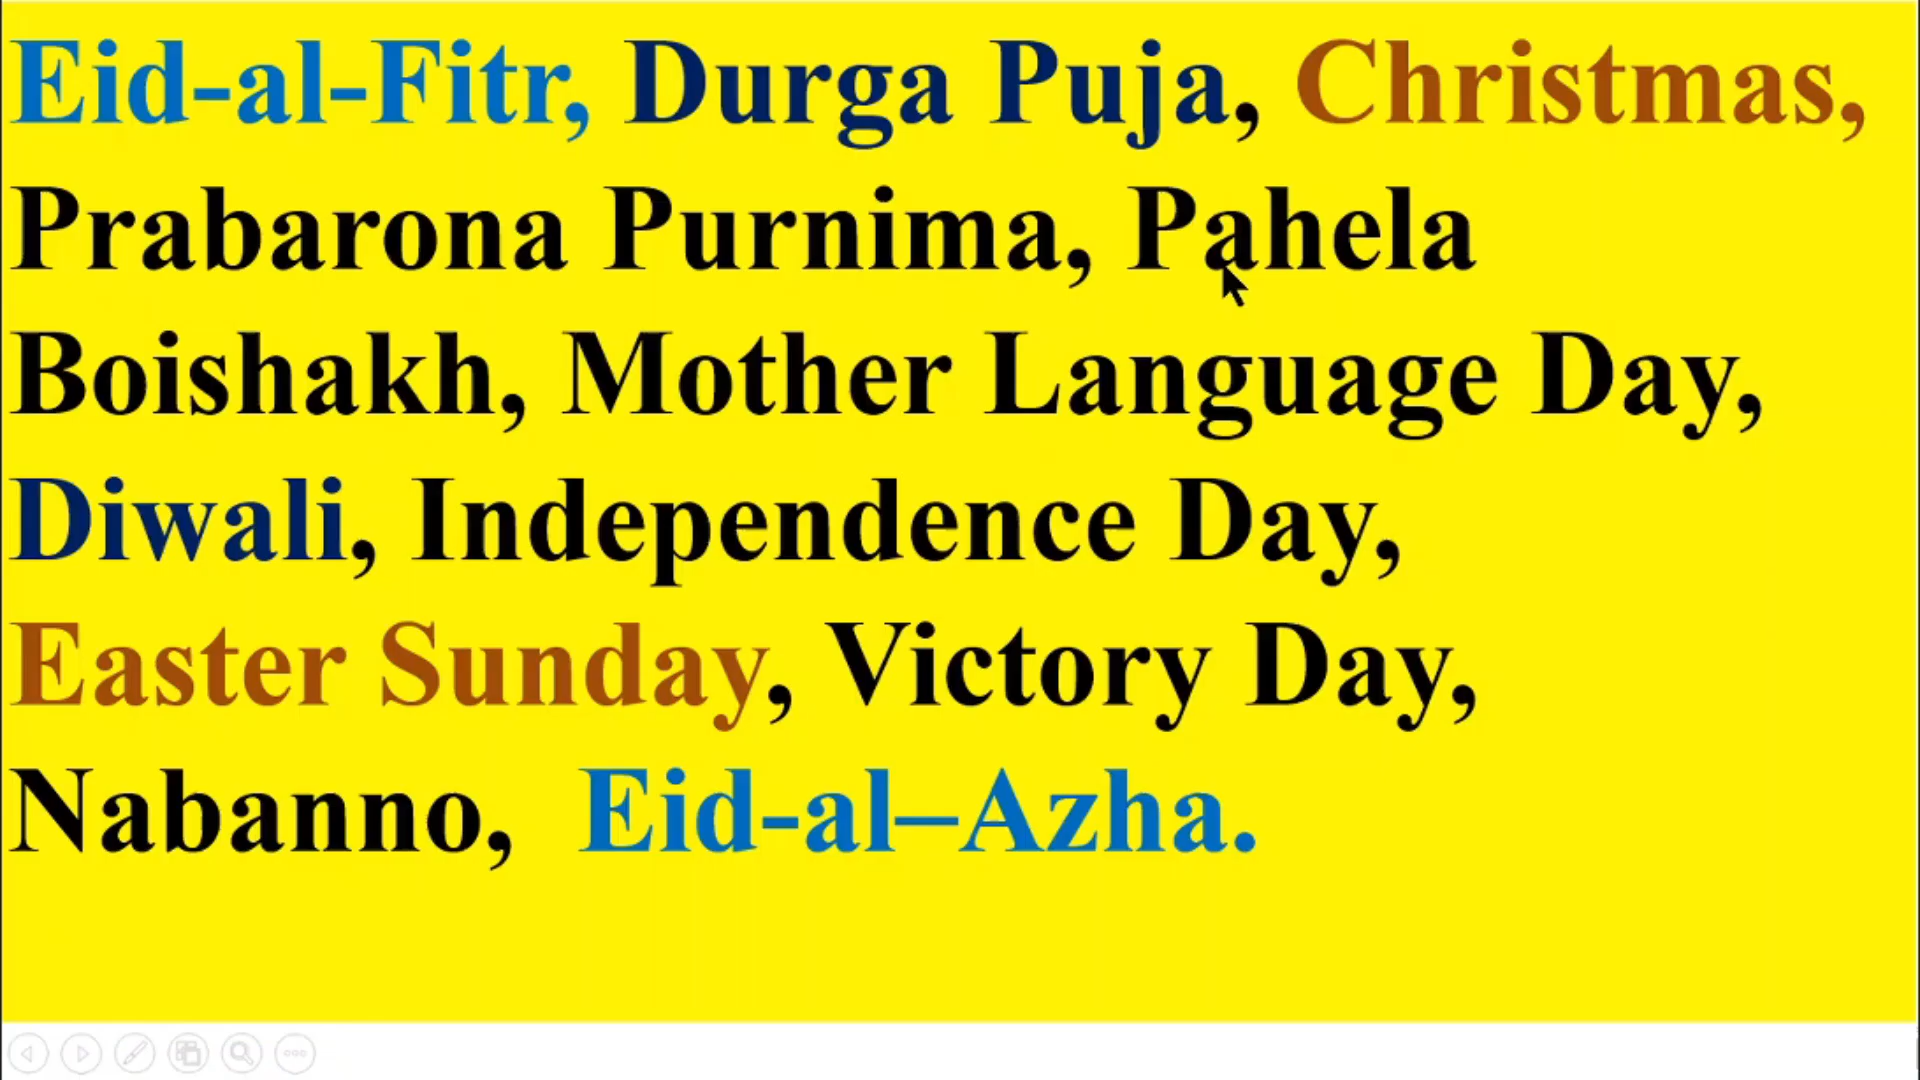 Eid-al-Fitr, Durga Puja, Christmas,
Prabarona Purnima, Pahela
Boishakh, Mother Language Day,
Diwali, Independence Day,
Easter Sunday, Victory Day,
Nabanno,  Eid-al–Azha.